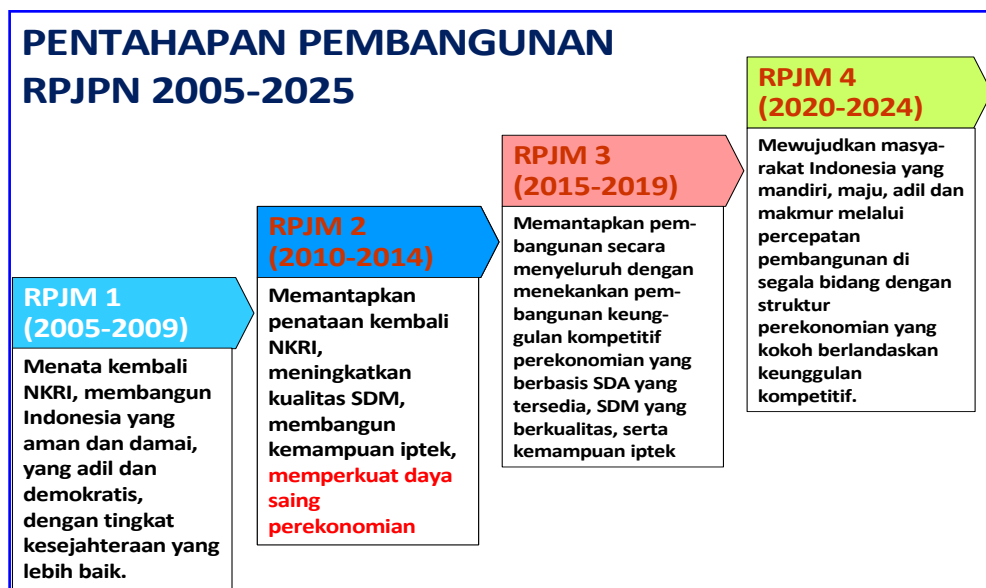 PENTAHAPAN PEMBANGUNAN
RPJPN 2005-2025
RPJM 1
(2005-2009)
Menata kembali
NKRI, membangun
Indonesia yang
aman dan damai,
yang adil dan
demokratis,
dengan tingkat
kesejahteraan yang
lebih baik.
RPJM 2
(2010-2014)
Memantapkan
penataan kembali
NKRI,
meningkatkan
kualitas SDM,
membangun
kemampuan iptek,
memperkuat daya
saing
perekonomian
RPJM 3
(2015-2019)
Memantapkan pem-
bangunan secara
menyeluruh dengan
menekankan pem-
bangunan keung-
gulan kompetitif
perekonomian yang
berbasis SDA yang
tersedia, SDM yang
berkualitas, serta
kemampuan iptek
RPJM 4
(2020-2024)
Mewujudkan masya-
rakat Indonesia yang
mandiri, maju, adil dan
makmur melalui
percepatan
pembangunan di
segala bidang dengan
struktur
perekonomian yang
kokoh berlandaskan
keunggulan
kompetitif.